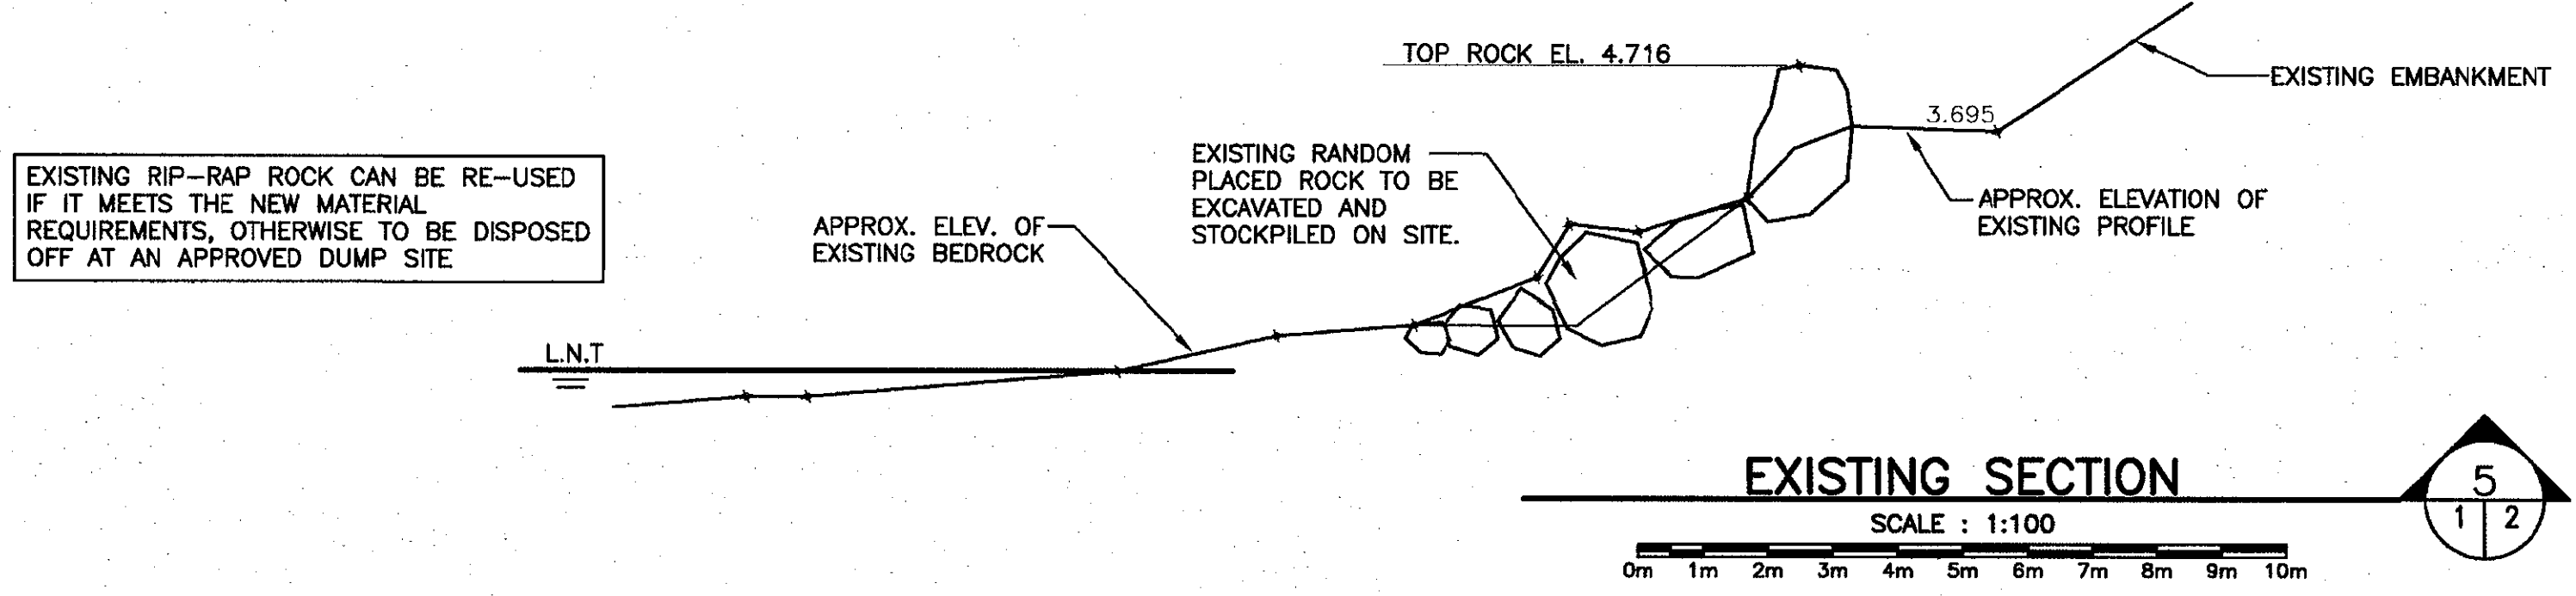 TOP ROCK EL. 4.716
EXISTING EMBANKMENT
3.695
EXISTING RIP-RAP ROCK CAN BE RE-USED
IF IT MEETS THE NEW MATERIAL
REQUIREMENTS, OTHERWISE TO BE DISPOSED
OFF AT AN APPROVED DUMP SITE
EXISTING RANDOM
PLACED ROCK TO BE
EXCAVATED AND
STOCKPILED ON SITE.
APPROX. ELEV. OF
EXISTING BEDROCK
APPROX. ELEVATION OF
EXISTING PROFILE
L.N.T
EXISTING SECTION
5
1 2
SCALE : 1:100
0m 1m 2m 3m 4m 5m 6m 7m 8m 9m 10m